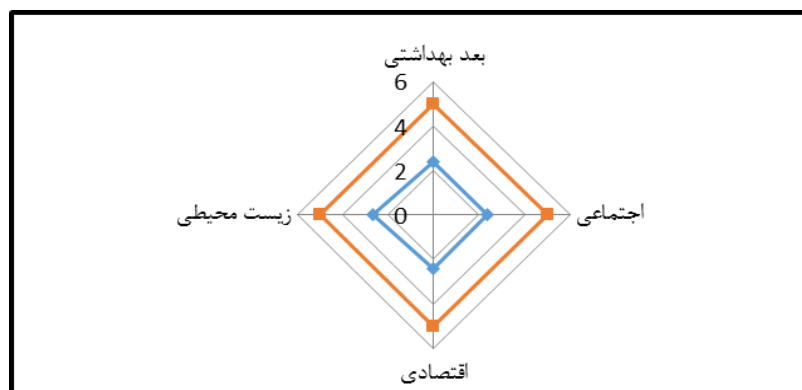 بعد بهداشتی
6
4
2
0
اجتماعی
زیست محیطی
اقتصادی